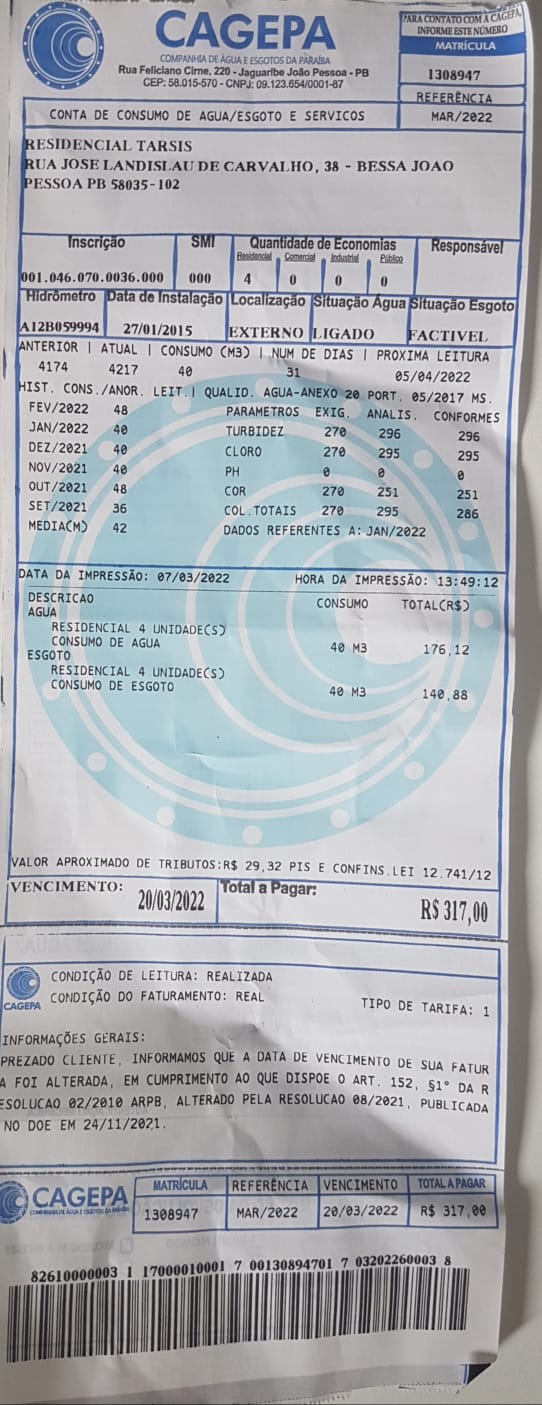 CAGEPA
COMPANHIA DE ÁGUA E ESGOTOS DA PARAÍBA
Rua Feliciano Cirne, 220 - Jaguaribe João Pessoa - PB
CEP: 58.015-570 - CNPJ: 09.123.654/0001-87
PARA CONTATO COM A CAGEPA,
INFORME ESTE NÚMERO
MATRÍCULA
1308947
REFERÊNCIA
CONTA DE CONSUMO DE AGUA/ESGOTO E SERVICOS MAR/2022
RESIDENCIAL TARSIS
RUA JOSE LANDISLAU DE CARVALHO, 38 - BESSA JOAO
PESSOA PB 58035-102
Inscrição SMI Quantidade de Economias Responsável
Residencial Comercial Industrial Público
001.046.070.0036.000 000 4 0 0 0
Hidrômetro Data de Instalação Localização Situação Água Situação Esgoto
A12B059994 27/01/2015 EXTERNO LIGADO FACTIVEL
ANTERIOR | ATUAL | CONSUMO (M3) | NUM DE DIAS | PROXIMA LEITURA
4174 4217 40 31 05/04/2022
HIST. CONS./ANOR. LEIT.| QUALID. AGUA-ANEXO 20 PORT. 05/2017 MS.
FEV/2022 48 PARAMETROS EXIG. ANALIS. CONFORMES
JAN/2022 40 TURBIDEZ 270 296 296
DEZ/2021 40 CLORO 270 295 295
NOV/2021 40 PH 0 0 0
OUT/2021 48 COR 270 251 251
SET/2021 36 COL.TOTAIS 270 295 286
MEDIA(M) 42 DADOS REFERENTES A: JAN/2022
DATA DA IMPRESSÃO: 07/03/2022 HORA DA IMPRESSÃO: 13:49:12
DESCRICAO CONSUMO TOTAL(R$)
AGUA
RESIDENCIAL 4 UNIDADE(S)
CONSUMO DE AGUA 40 M3 176,12
ESGOTO
RESIDENCIAL 4 UNIDADE(S)
CONSUMO DE ESGOTO 40 M3 140,88
VALOR APROXIMADO DE TRIBUTOS:R$ 29,32 PIS E CONFINS.LEI 12.741/12
VENCIMENTO: 20/03/2022 Total a Pagar: R$ 317,00
CAGEPA
CONDIÇÃO DE LEITURA: REALIZADA
CONDIÇÃO DO FATURAMENTO: REAL TIPO DE TARIFA: 1
INFORMAÇÕES GERAIS:
PREZADO CLIENTE, INFORMAMOS QUE A DATA DE VENCIMENTO DE SUA FATUR
A FOI ALTERADA, EM CUMPRIMENTO AO QUE DISPOE O ART. 152, §1º DA R
ESOLUCAO 02/2010 ARPB, ALTERADO PELA RESOLUCAO 08/2021, PUBLICADA
NO DOE EM 24/11/2021.
CAGEPA
COMPANHIA DE ÁGUA E ESGOTOS DA PARAÍBA
MATRÍCULA REFERÊNCIA VENCIMENTO TOTAL A PAGAR
1308947 MAR/2022 20/03/2022 R$ 317,00
82610000003 1 17000010001 7 00130894701 7 03202260003 8